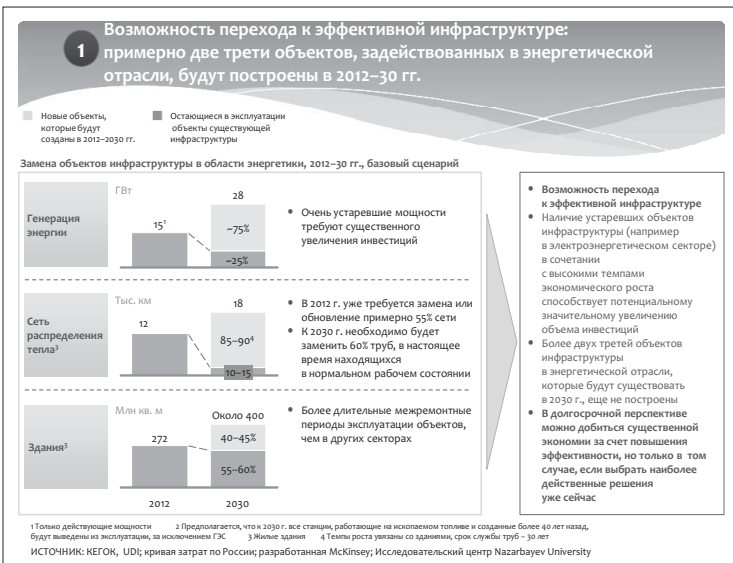 1
Возможность перехода к эффективной инфраструктуре:
примерно две трети объектов, задействованных в энергетической
отрасли, будут построены в 2012–30 гг.
Новые объекты,
которые будут
созданы в 2012–2030 гг.
Остающиеся в эксплуатации
объекты существующей
инфраструктуры
Замена объектов инфраструктуры в области энергетики, 2012–30 гг., базовый сценарий
Генерация
энергии
ГВт
15¹
28
~75%
~25%
• Очень устаревшие мощности
требуют существенного
увеличения инвестиций
Сеть
распределения
тепла³
Тыс. км
12
18
85–90⁴
10–15
• В 2012 г. уже требуется замена или
обновление примерно 55% сети
• К 2030 г. необходимо будет
заменить 60% труб, в настоящее
время находящихся
в нормальном рабочем состоянии
Здания³
Млн кв. м
272
Около 400
40–45%
55–60%
2012
2030
• Более длительные межремонтные
периоды эксплуатации объектов,
чем в других секторах
• Возможность перехода
к эффективной инфраструктуре
• Наличие устаревших объектов
инфраструктуры (например
в электроэнергетическом секторе)
в сочетании
с высокими темпами
экономического роста
способствует потенциальному
значительному увеличению
объема инвестиций
• Более двух третей объектов
инфраструктуры
в энергетической отрасли,
которые будут существовать
в 2030 г., еще не построены
• В долгосрочной перспективе
можно добиться существенной
экономии за счет повышения
эффективности, но только в том
случае, если выбрать наиболее
действенные решения
уже сейчас
1 Только действующие мощности 2 Предполагается, что к 2030 г. все станции, работающие на ископаемом топливе и созданные более 40 лет назад,
будут выведены из эксплуатации, за исключением ГЭС 3 Жилые здания 4 Темпы роста увязаны со зданиями, срок службы труб – 30 лет
ИСТОЧНИК: КЕГОК, UDI; кривая затрат по России; разработанная McKinsey; Исследовательский центр Nazarbayev University